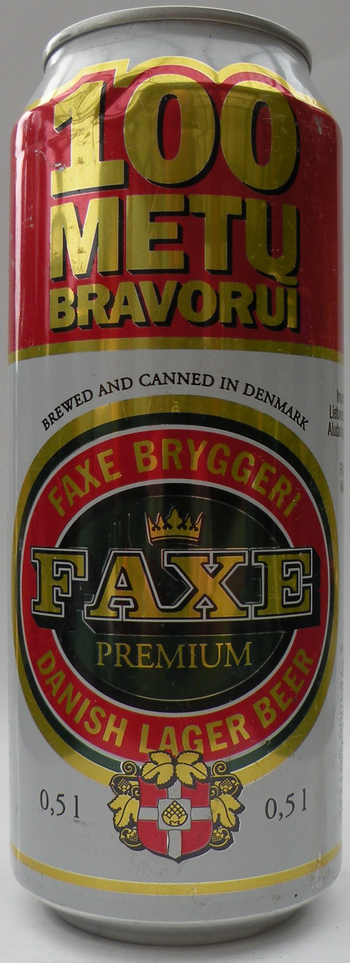 100
METŲ
BRAVORUI
BREWED AND CANNED IN DENMARK
FAXE BRYGGERI
FAXE
PREMIUM
DANISH LAGER BEER
0,5 l
0,5 l